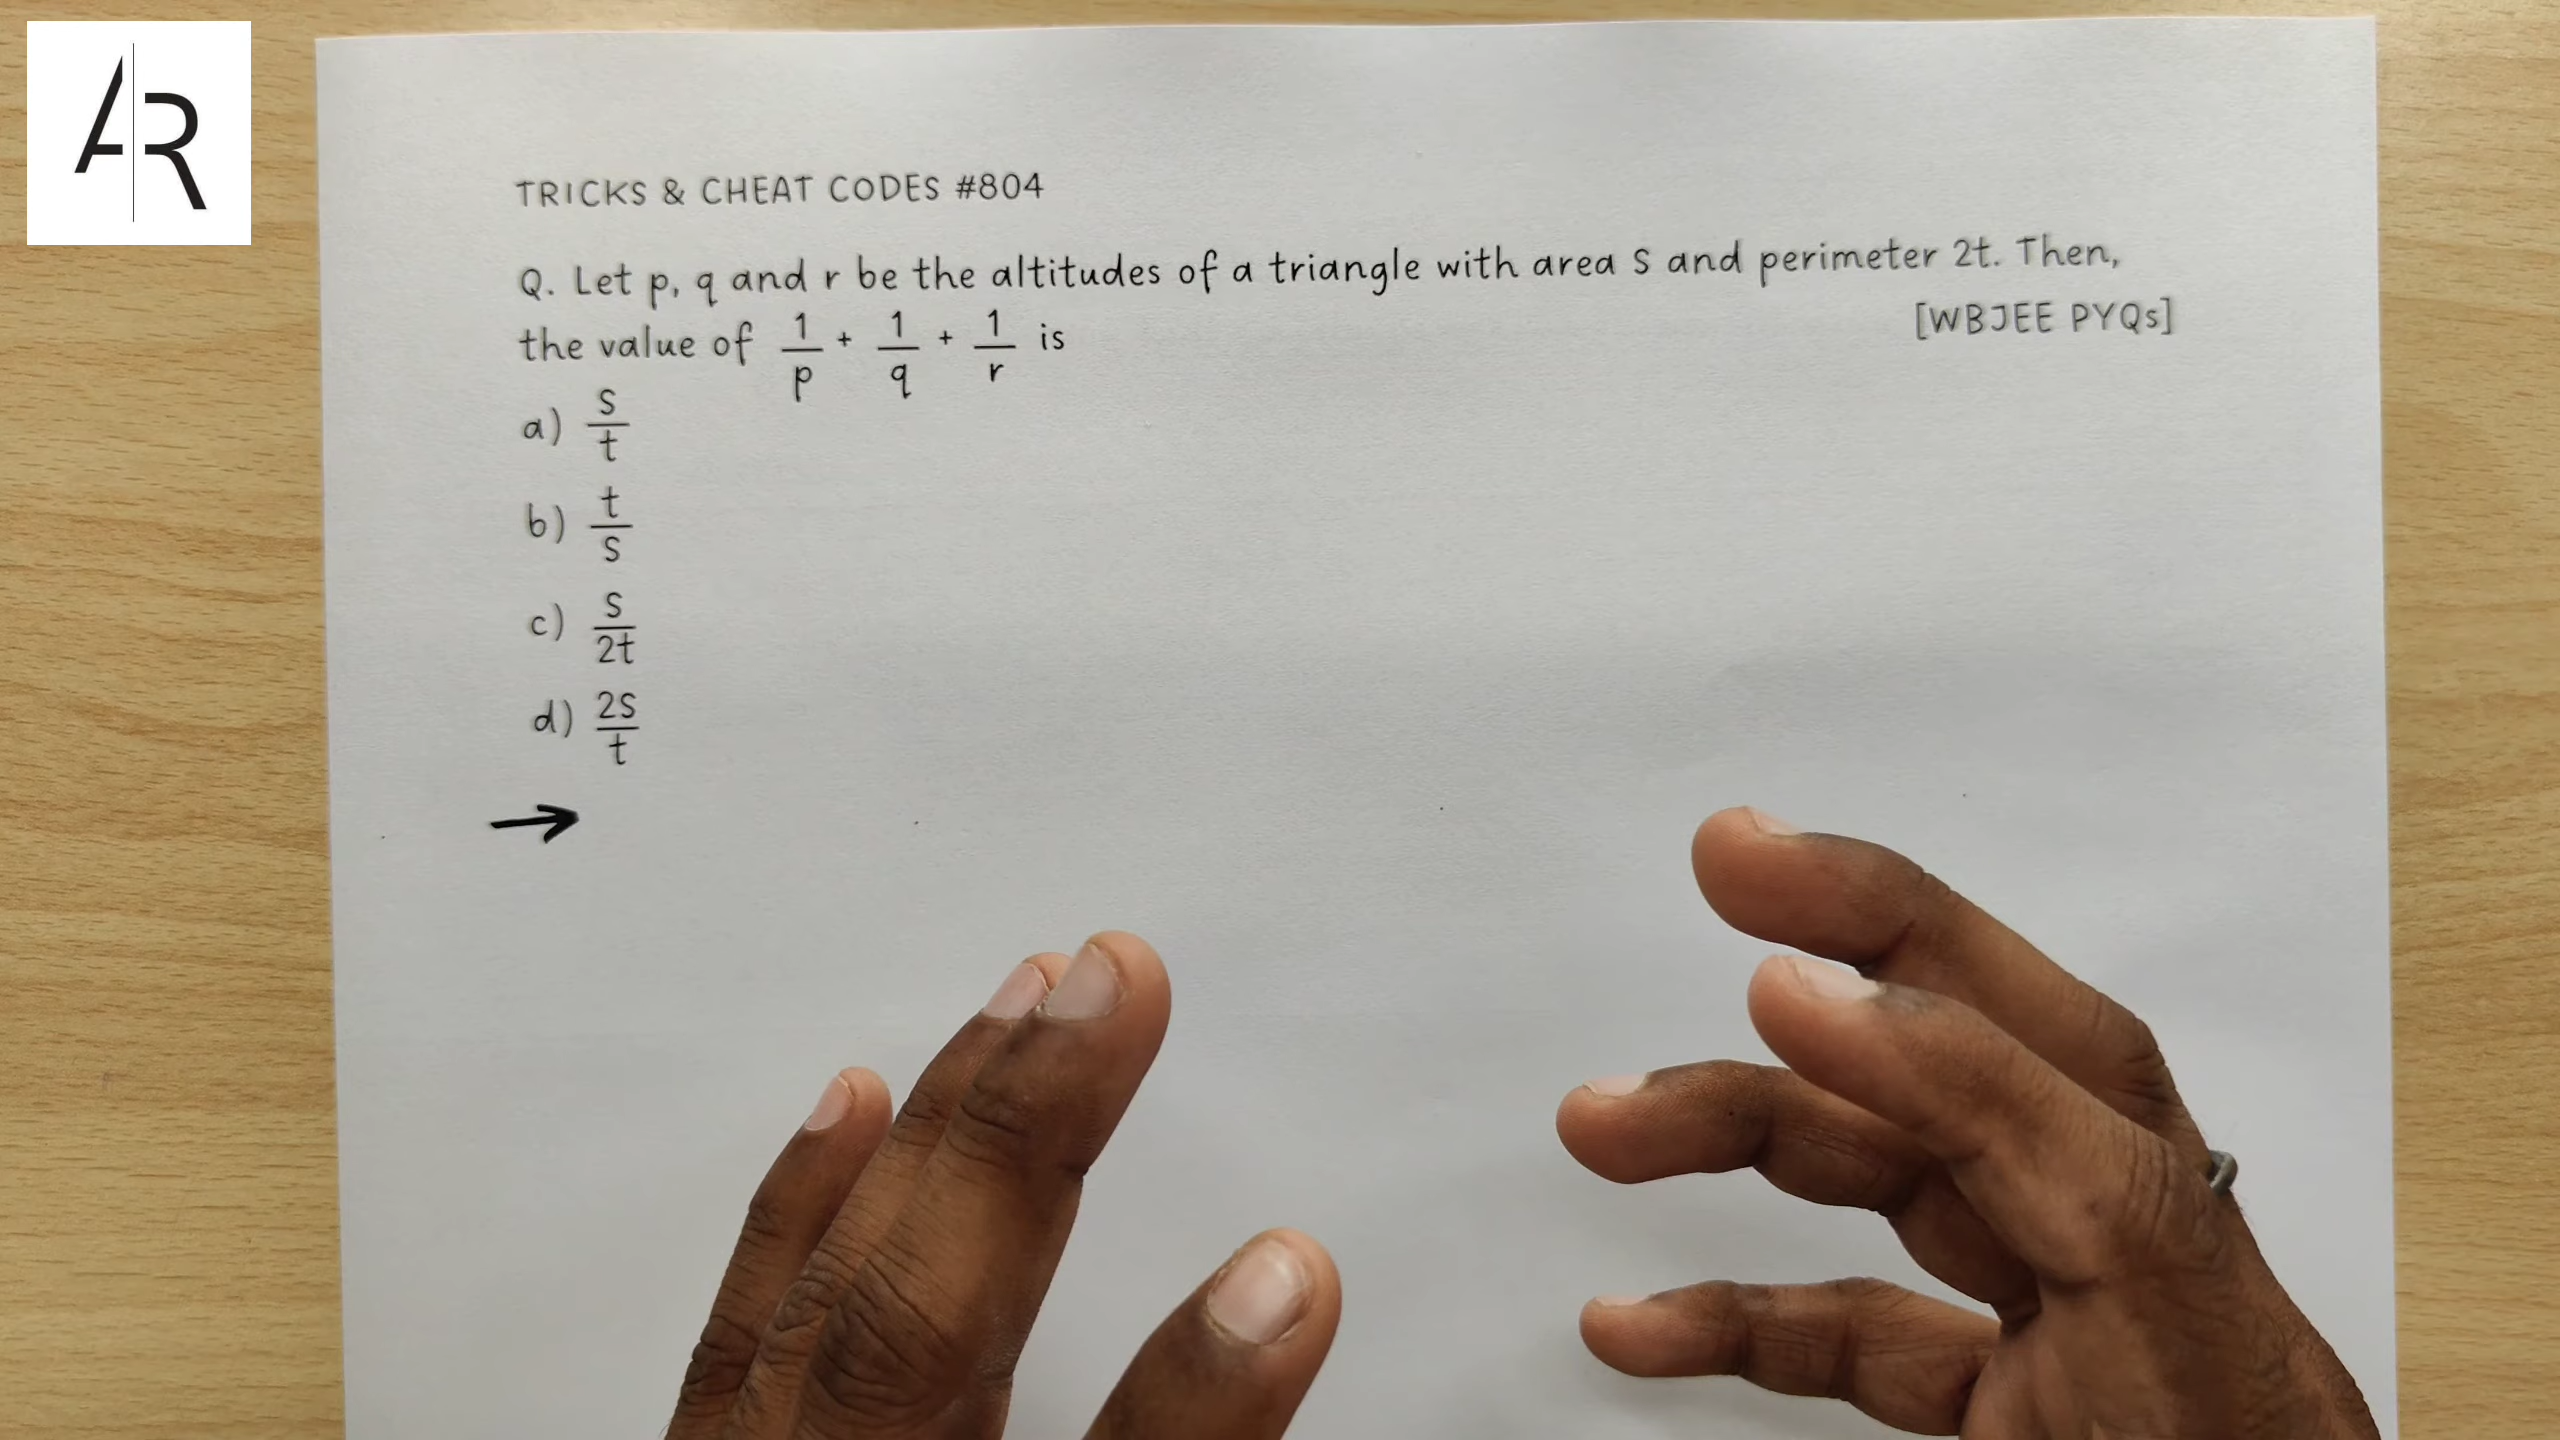 AR
TRICKS & CHEAT CODES #804
Q. Let p, q and r be the altitudes of a triangle with area S and perimeter 2t. Then,
the value of 1/p + 1/q + 1/r is
[WBJEE PYQs]
a) S/t
b) t/S
c) S/2t
d) 2S/t
→